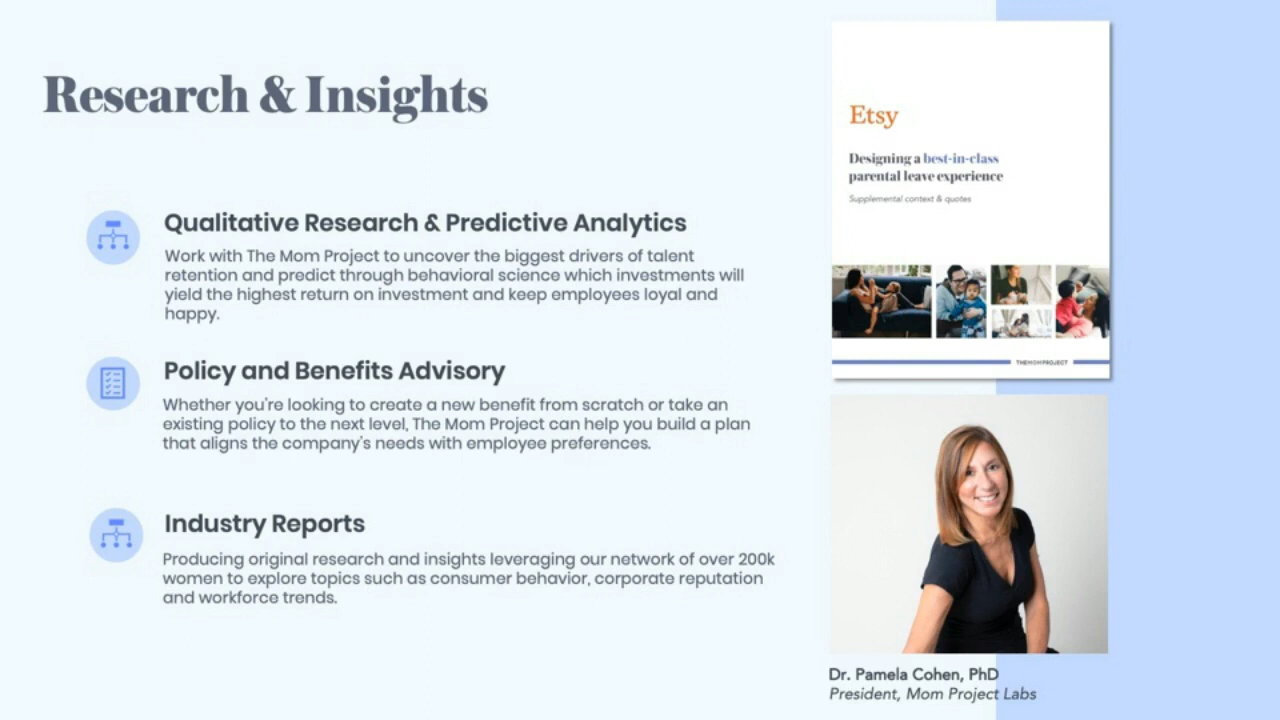 Research & Insights
Qualitative Research & Predictive Analytics
Work with The Mom Project to uncover the biggest drivers of talent
retention and predict through behavioral science which investments will
yield the highest return on investment and keep employees loyal and
happy.
Policy and Benefits Advisory
Whether you're looking to create a new benefit from scratch or take an
existing policy to the next level, The Mom Project can help you build a plan
that aligns the company's needs with employee preferences.
Industry Reports
Producing original research and insights leveraging our network of over 200k
women to explore topics such as consumer behavior, corporate reputation
and workforce trends.
Etsy
Designing a best-in-class
parental leave experience
Supplemental context & quotes
THEMOMPROJECT
Dr. Pamela Cohen, PhD
President, Mom Project Labs